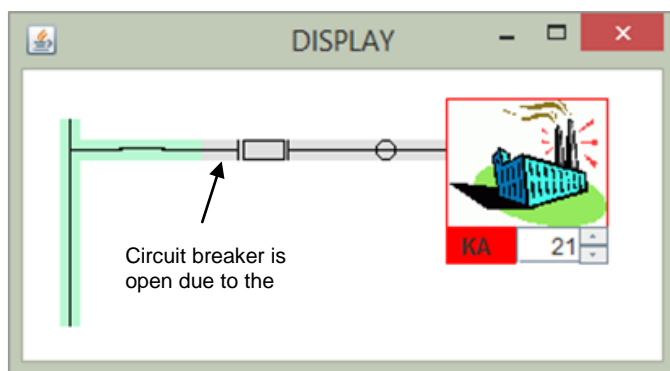 DISPLAY
KA 21
Circuit breaker is
open due to the